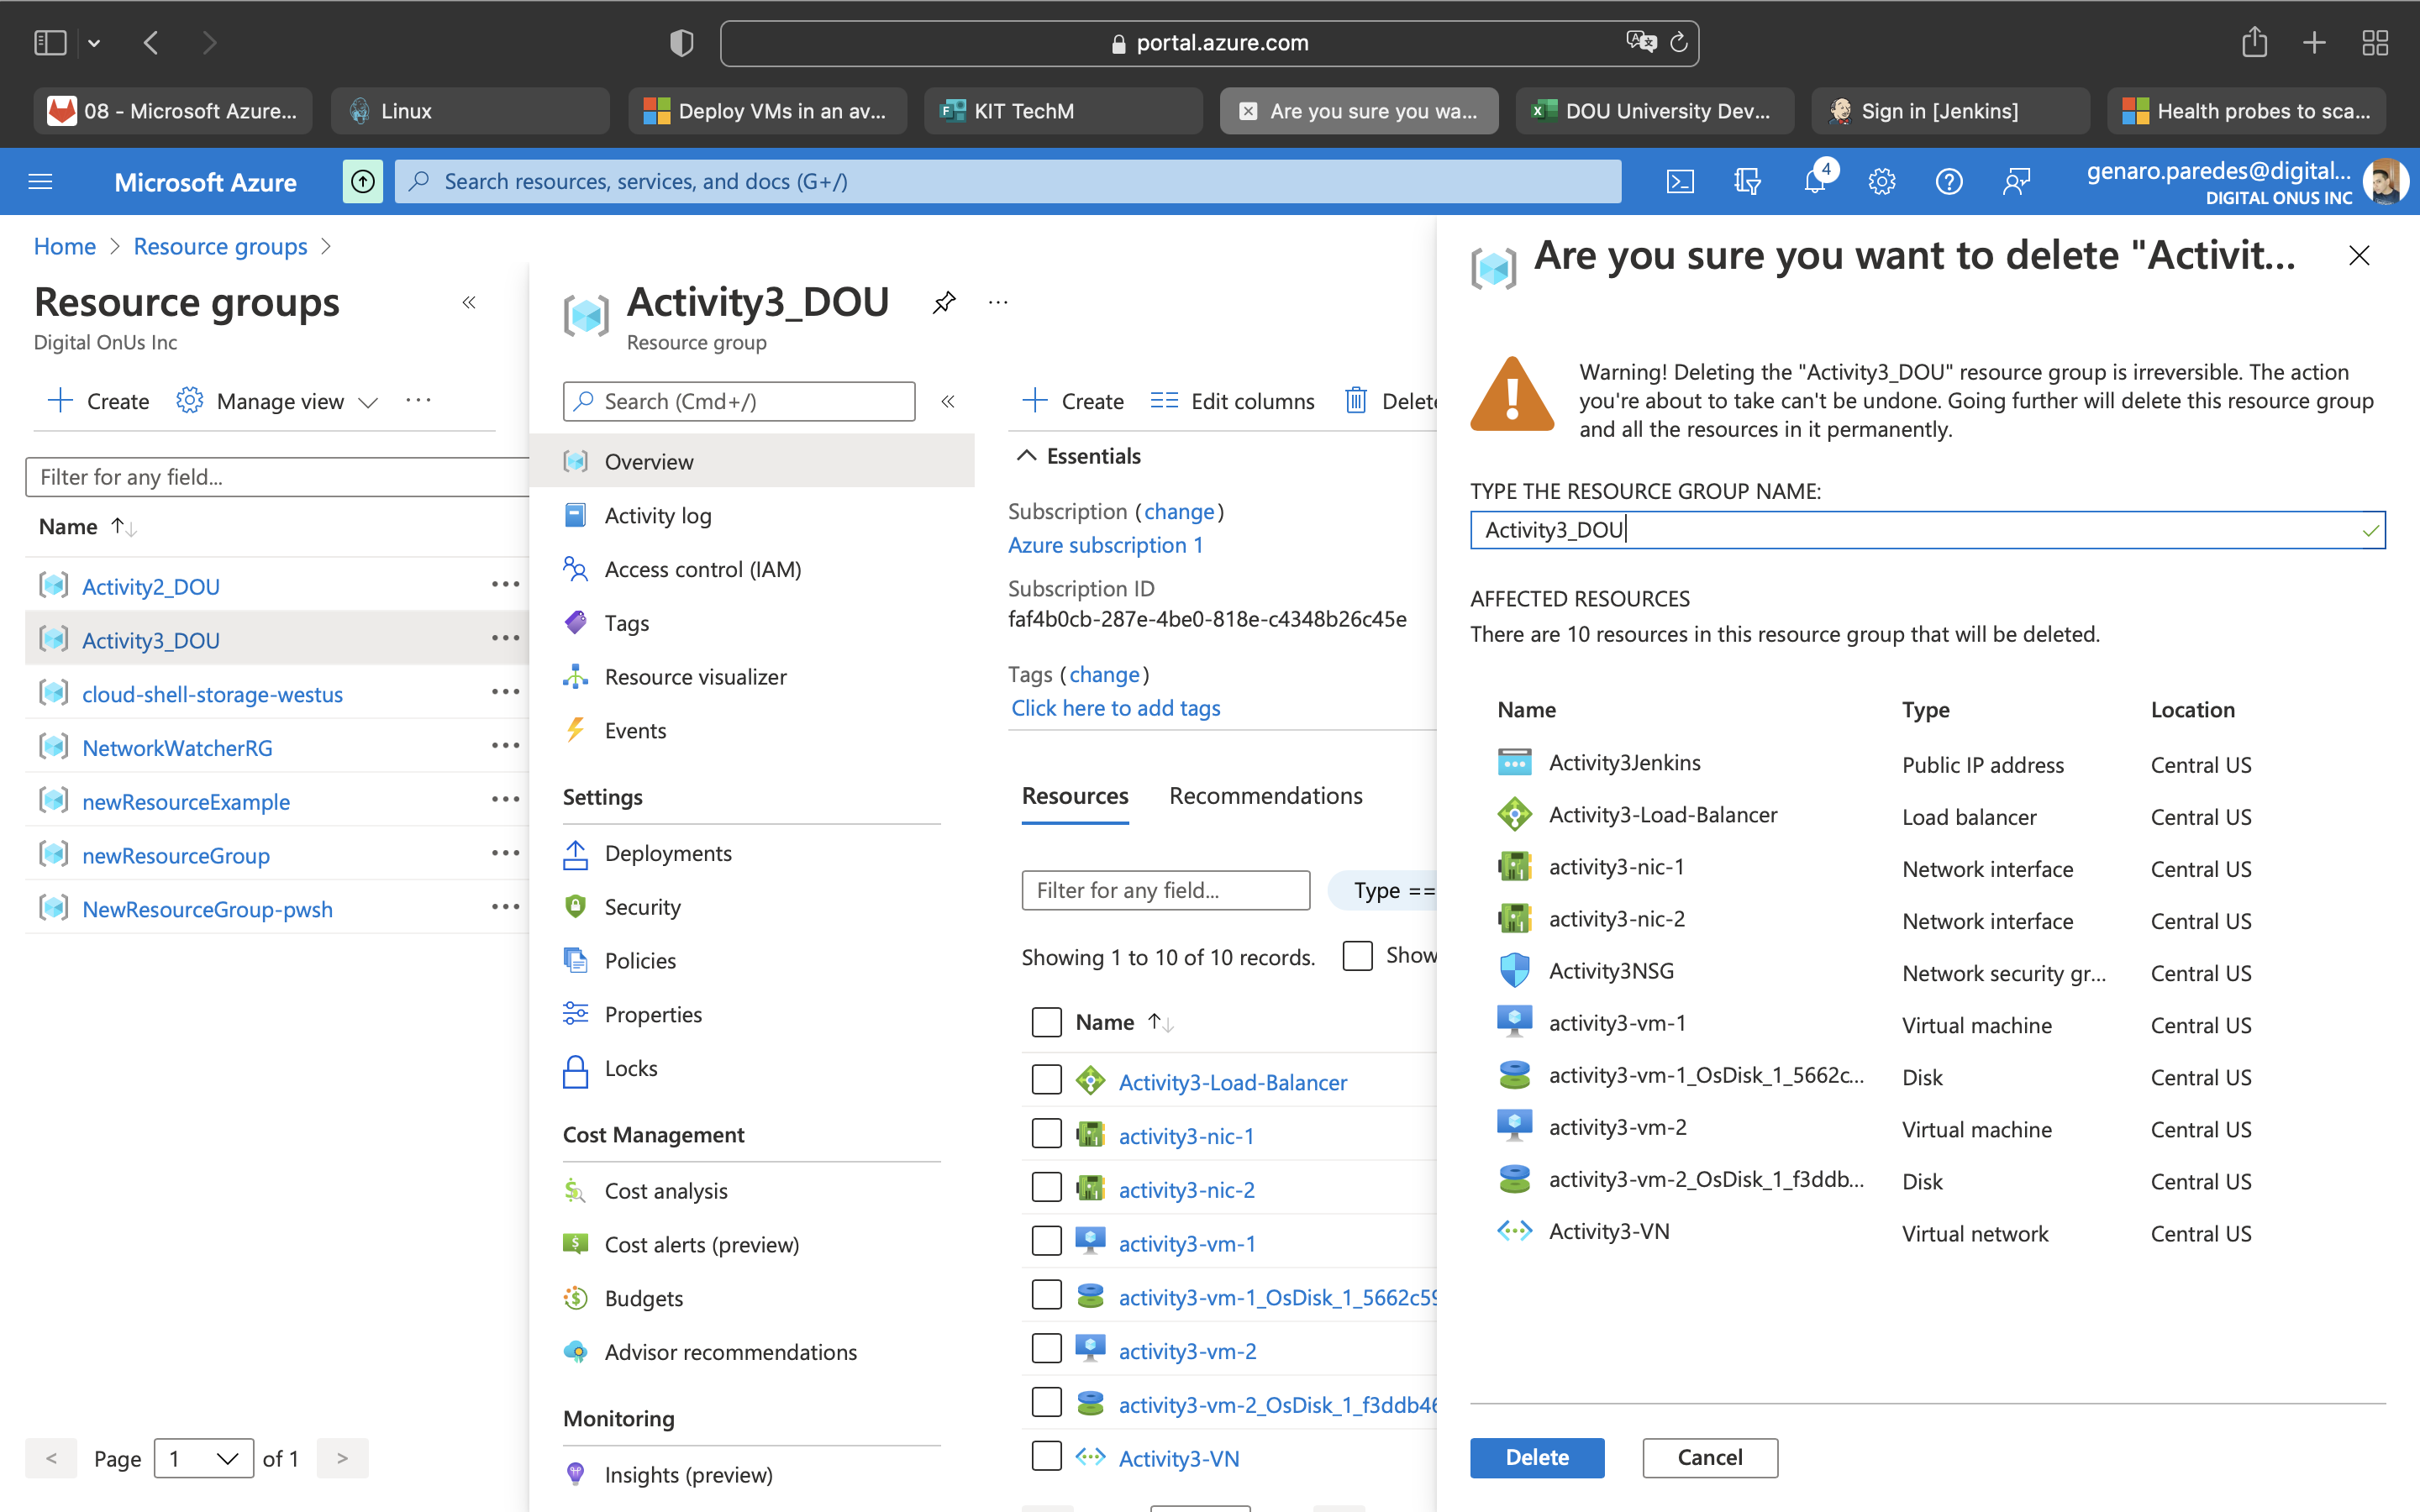 portal.azure.com
08 - Microsoft Azure...
Linux
Deploy VMs in an av...
KIT TechM
Are you sure you wa...
DOU University Dev...
Sign in [Jenkins]
Health probes to sca...
Microsoft Azure
Search resources, services, and docs (G+/)
4
genaro.paredes@digital...
DIGITAL ONUS INC
Home > Resource groups >
Resource groups
Digital OnUs Inc
Create
Manage view
Filter for any field...
Name
Activity2_DOU
Activity3_DOU
cloud-shell-storage-westus
NetworkWatcherRG
newResourceExample
newResourceGroup
NewResourceGroup-pwsh
< Page 1 of 1 >
Activity3_DOU
Resource group
Search (Cmd+/)
Overview
Activity log
Access control (IAM)
Tags
Resource visualizer
Events
Settings
Deployments
Security
Policies
Properties
Locks
Cost Management
Cost analysis
Cost alerts (preview)
Budgets
Advisor recommendations
Monitoring
Insights (preview)
Create
Edit columns
Delete
Essentials
Subscription (change)
Azure subscription 1
Subscription ID
faf4b0cb-287e-4be0-818e-c4348b26c45e
Tags (change)
Click here to add tags
Resources
Recommendations
Filter for any field...
Type ==
Showing 1 to 10 of 10 records.
Show
Name
Activity3-Load-Balancer
activity3-nic-1
activity3-nic-2
activity3-vm-1
activity3-vm-1_OsDisk_1_5662c59
activity3-vm-2
activity3-vm-2_OsDisk_1_f3ddb46
Activity3-VN
Are you sure you want to delete "Activit...
Warning! Deleting the "Activity3_DOU" resource group is irreversible. The action
you're about to take can't be undone. Going further will delete this resource group
and all the resources in it permanently.
TYPE THE RESOURCE GROUP NAME:
Activity3_DOU
AFFECTED RESOURCES
There are 10 resources in this resource group that will be deleted.
Name Type Location
Activity3Jenkins Public IP address Central US
Activity3-Load-Balancer Load balancer Central US
activity3-nic-1 Network interface Central US
activity3-nic-2 Network interface Central US
Activity3NSG Network security gr... Central US
activity3-vm-1 Virtual machine Central US
activity3-vm-1_OsDisk_1_5662c... Disk Central US
activity3-vm-2 Virtual machine Central US
activity3-vm-2_OsDisk_1_f3ddb... Disk Central US
Activity3-VN Virtual network Central US
Delete
Cancel